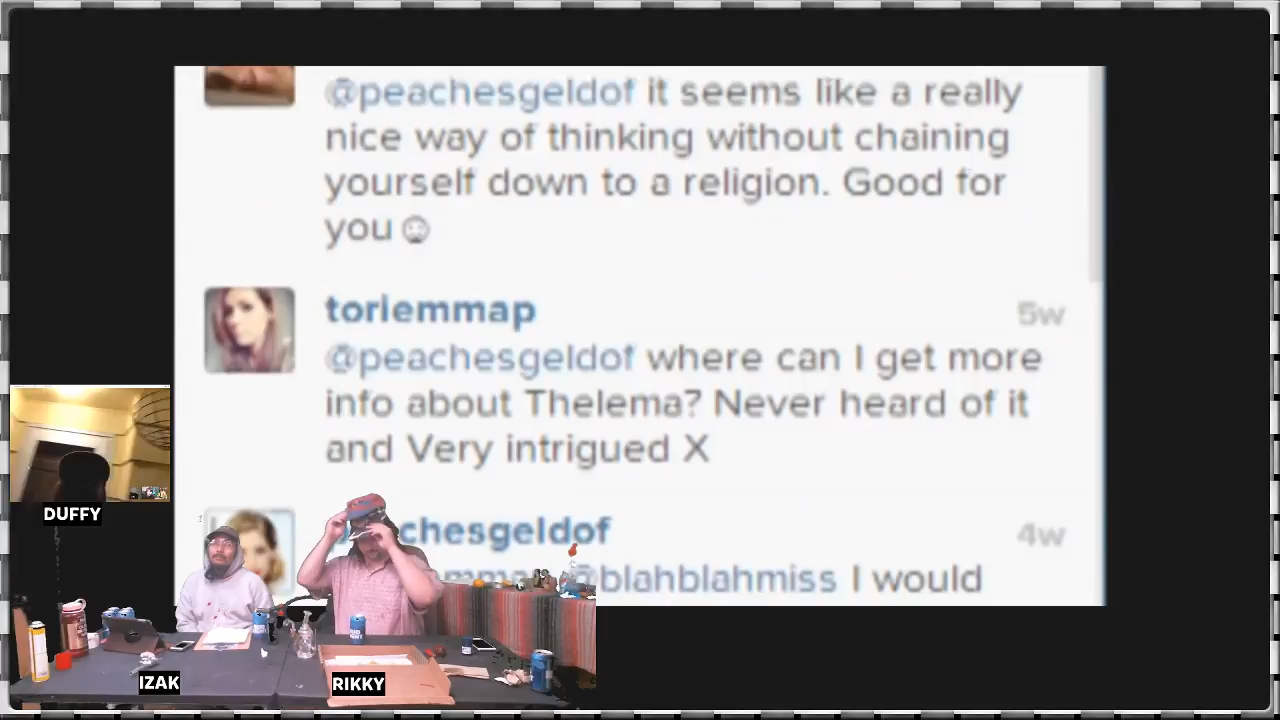 @peachesgeldof it seems like a really
nice way of thinking without chaining
yourself down to a religion. Good for
you
torlemmap
5w
@peachesgeldof where can I get more
info about Thelema? Never heard of it
and Very intrigued X
chesgeldof
4w
@blahblahmiss I would
DUFFY
IZAK
RIKKY